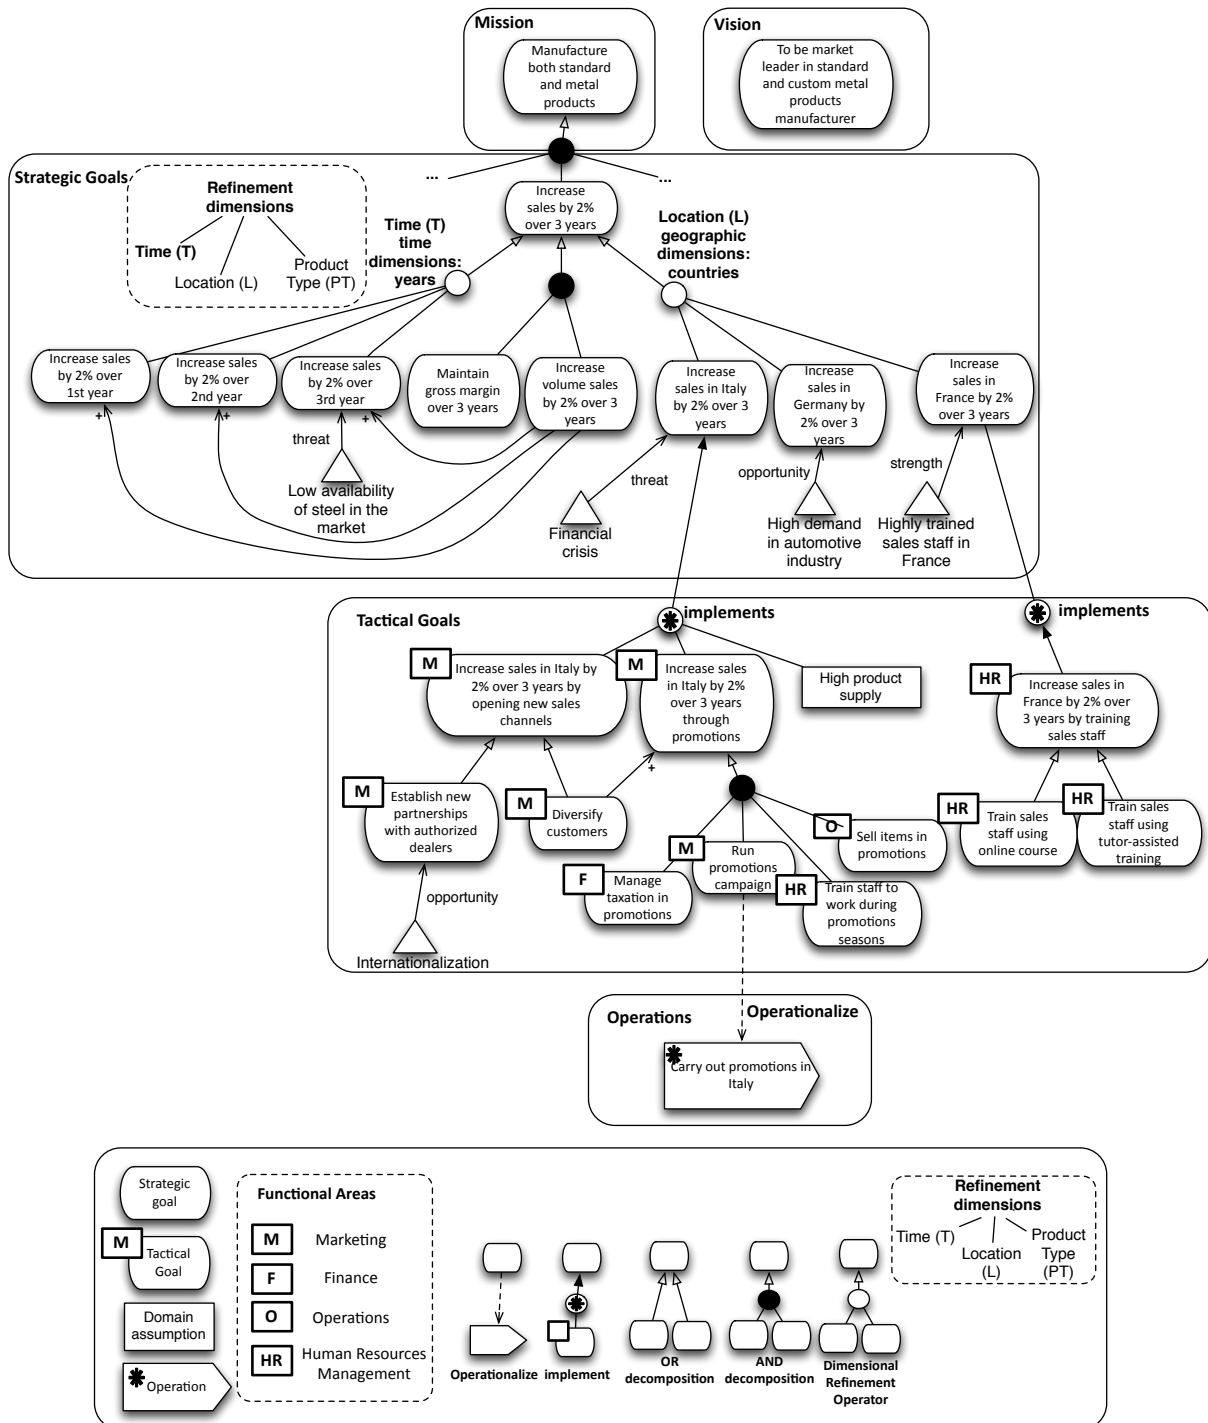 Mission
Manufacture
both standard
and metal
products
Vision
To be market
leader in standard
and custom metal
products
manufacturer
Strategic Goals
Refinement
dimensions
Time (T)
Location (L)
Product
Type (PT)
...
...
Increase
sales by 2%
over 3 years
Time (T)
time
dimensions:
years
Location (L)
geographic
dimensions:
countries
Increase sales
by 2% over
1st year
Increase sales
by 2% over
2nd year
Increase sales
by 2% over
3rd year
Maintain
gross margin
over 3 years
Increase
volume sales
by 2% over 3
years
Increase
sales in Italy
by 2% over 3
years
Increase
sales in
Germany by
2% over 3
years
Increase
sales in
France by 2%
over 3 years
+
+
+
threat
Low availability
of steel in the
market
threat
Financial
crisis
opportunity
High demand
in automotive
industry
strength
Highly trained
sales staff in
France
Tactical Goals
implements
implements
M
Increase sales in Italy by
2% over 3 years by
opening new sales
channels
M
Increase sales
in Italy by 2%
over 3 years
through
promotions
High product
supply
HR
Increase sales in
France by 2% over
3 years by training
sales staff
M
Establish new
partnerships
with authorized
dealers
M
Diversify
customers
+
O
Sell items in
promotions
M
Run
promotions
campaign
F
Manage
taxation in
promotions
HR
Train staff to
work during
promotions
seasons
HR
Train sales
staff using
online course
HR
Train sales
staff using
tutor-assisted
training
opportunity
Internationalization
Operations
Operationalize
Carry out promotions in
Italy
Strategic
goal
M
Tactical
Goal
Domain
assumption
Operation
Functional Areas
M
Marketing
F
Finance
O
Operations
HR
Human Resources
Management
Operationalize
implement
OR
decomposition
AND
decomposition
Dimensional
Refinement
Operator
Refinement
dimensions
Time (T)
Location
(L)
Product
Type
(PT)